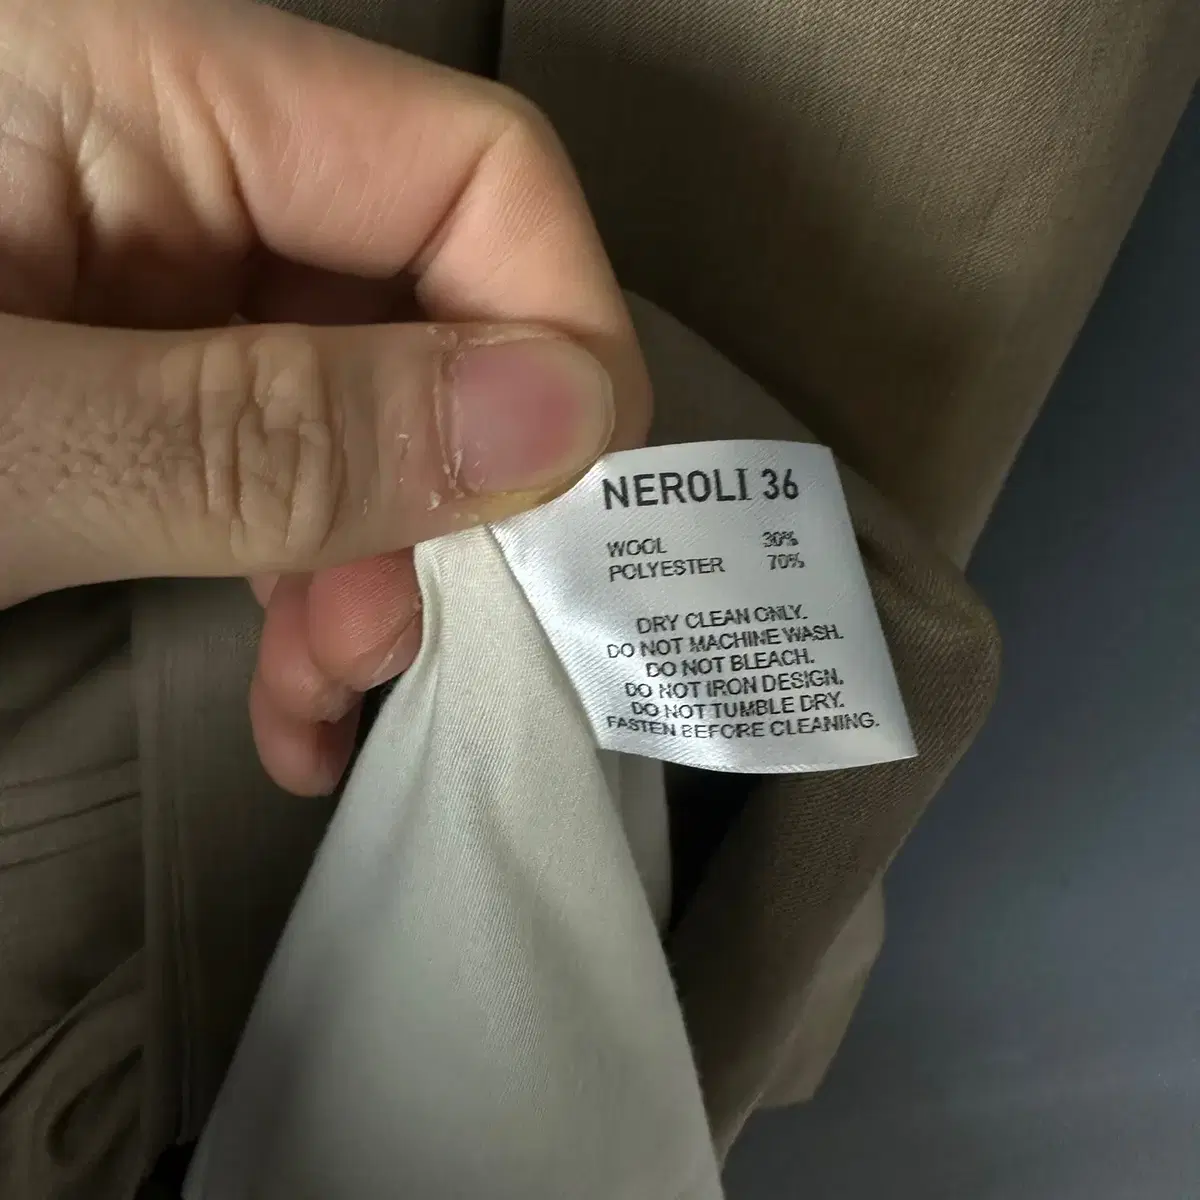 NEROLI 36
WOOL 30%
POLYESTER 70%
DRY CLEAN ONLY.
DO NOT MACHINE WASH.
DO NOT BLEACH.
DO NOT IRON DESIGN.
DO NOT TUMBLE DRY.
FASTEN BEFORE CLEANING.